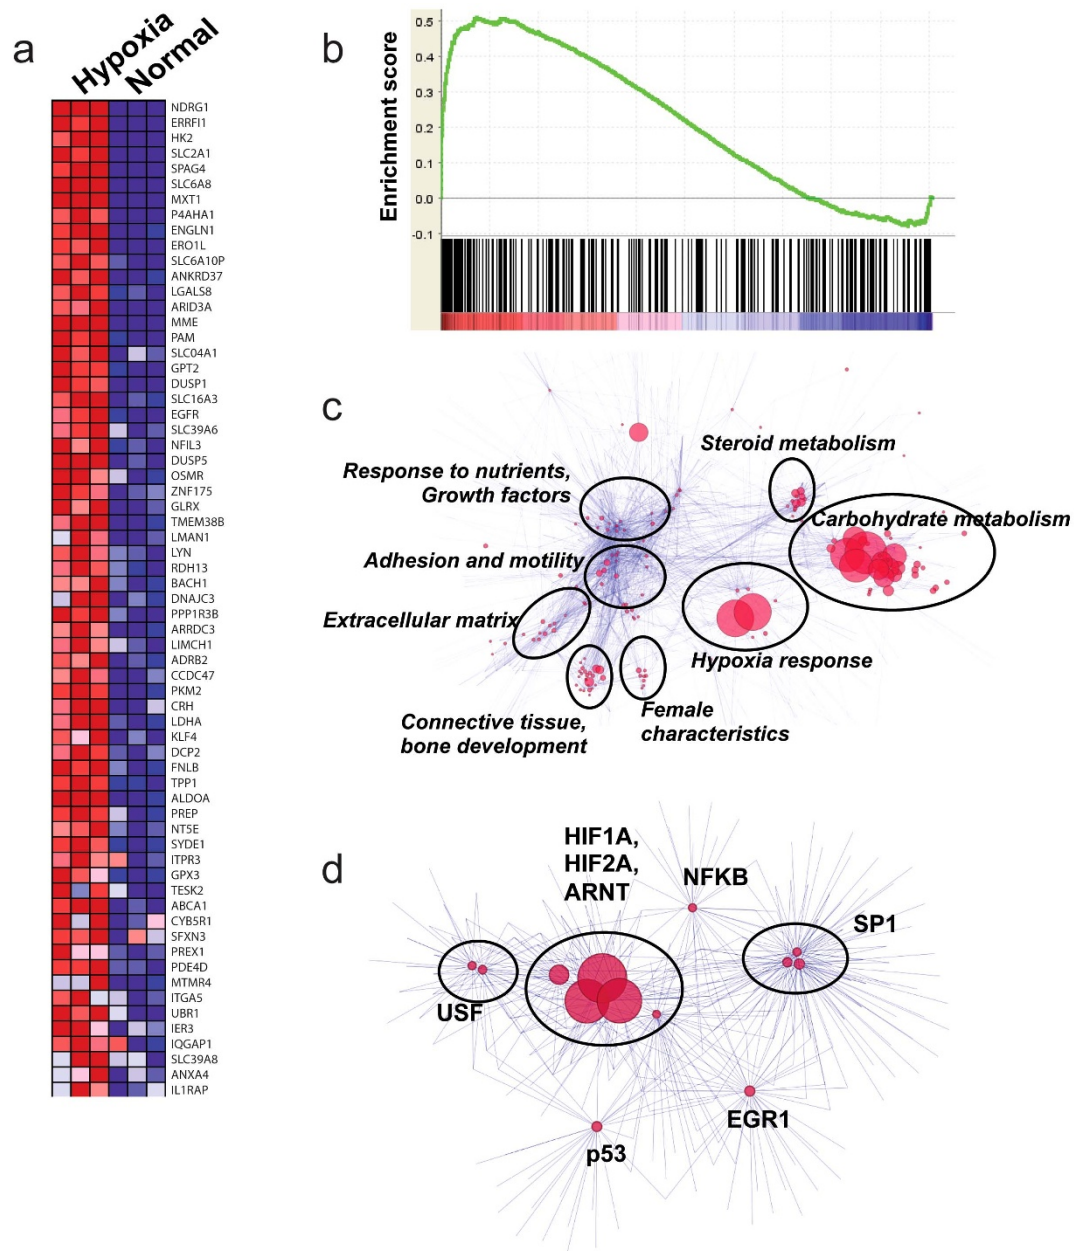 a
Hypoxia
Normal
NDRG1
ERRFI1
HK2
SLC2A1
SPAG4
SLC6A8
MXT1
P4AHA1
ENGLN1
ERO1L
SLC6A10P
ANKRD37
LGALS8
ARID3A
MME
PAM
SLC04A1
GPT2
DUSP1
SLC16A3
EGFR
SLC39A6
NFIL3
DUSP5
OSMR
ZNF175
GLRX
TMEM38B
LMAN1
LYN
RDH13
BACH1
DNAJC3
PPP1R3B
ARRDC3
LIMCH1
ADRB2
CCDC47
PKM2
CRH
LDHA
KLF4
DCP2
FNLB
TPP1
ALDOA
PREP
NT5E
SYDE1
ITPR3
GPX3
TESK2
ABCA1
CYB5R1
SFXN3
PREX1
PDE4D
MTMR4
ITGA5
UBR1
IER3
IQGAP1
SLC39A8
ANXA4
IL1RAP
b
Enrichment score
0.5
0.4
0.3
0.2
0.1
0.0
-0.1
c
Steroid metabolism
Response to nutrients,
Growth factors
Carbohydrate metabolism
Adhesion and motility
Extracellular matrix
Hypoxia response
Connective tissue,
bone development
Female
characteristics
d
HIF1A,
HIF2A,
ARNT
NFKB
SP1
USF
EGR1
p53